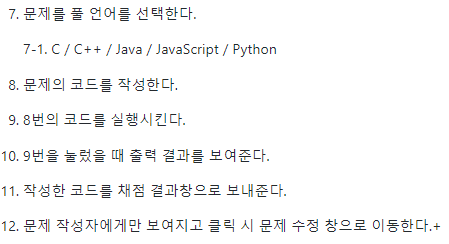 7. 문제를 풀 언어를 선택한다.
7-1. C / C++ / Java / JavaScript / Python
8. 문제의 코드를 작성한다.
9. 8번의 코드를 실행시킨다.
10. 9번을 눌렀을 때 출력 결과를 보여준다.
11. 작성한 코드를 채점 결과창으로 보내준다.
12. 문제 작성자에게만 보여지고 클릭 시 문제 수정 창으로 이동한다.+